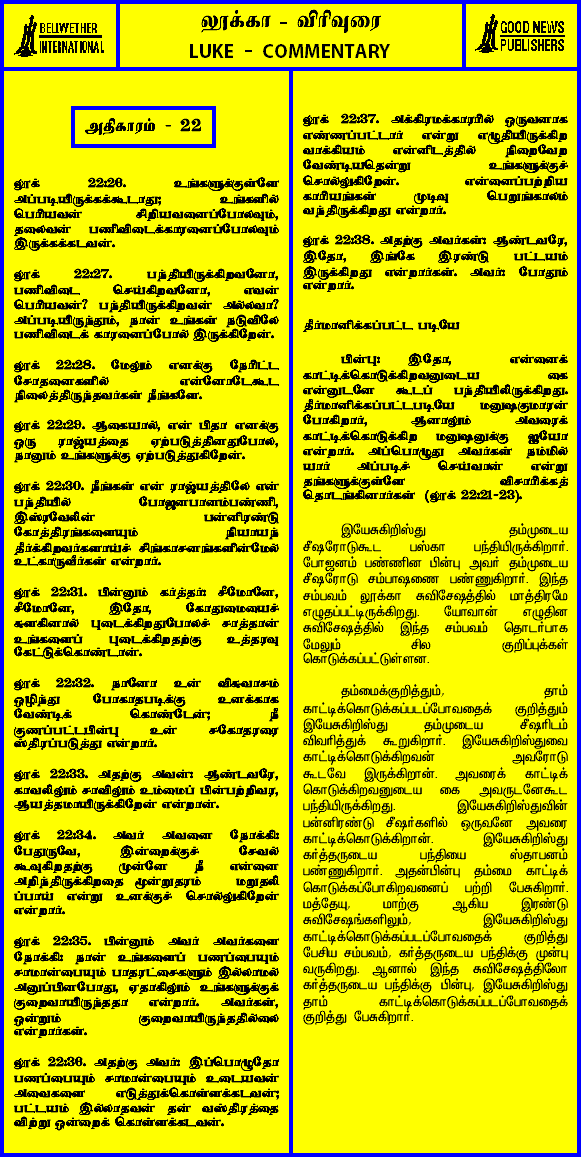 BELLWETHER
INTERNATIONAL
லூக்கா - விரிவுரை
LUKE - COMMENTARY
GOOD NEWS
PUBLISHERS
அதிகாரம் - 22
லூக் 22:26. உங்களுக்குள்ளே
அப்படியிருக்கக்கூடாது; உங்களில்
பெரியவன் சிறியவனைப்போலவும்,
தலைவன் பணிவிடைக்காரனைப்போலவும்
இருக்கக்கடவன்.
லூக் 22:27. பந்தியிருக்கிறவனோ,
பணிவிடை செய்கிறவனோ, எவன்
பெரியவன்? பந்தியிருக்கிறவன் அல்லவா?
அப்படியிருந்தும், நான் உங்கள் நடுவிலே
பணிவிடைக் காரனைப்போல் இருக்கிறேன்.
லூக் 22:28. மேலும் எனக்கு நேரிட்ட
சோதனைகளில் என்னோடேகூட
நிலைத்திருந்தவர்கள் நீங்களே.
லூக் 22:29. ஆகையால், என் பிதா எனக்கு
ஒரு ராஜ்யத்தை ஏற்படுத்தினதுபோல,
நானும் உங்களுக்கு ஏற்படுத்துகிறேன்.
லூக் 22:30. நீங்கள் என் ராஜ்யத்திலே என்
பந்தியில் போஜனபானம்பண்ணி,
இஸ்ரவேலின் பன்னிரண்டு
கோத்திரங்களையும் நியாயந்
தீர்க்கிறவர்களாய்ச் சிங்காசனங்களின்மேல்
உட்காருவீர்கள் என்றார்.
லூக் 22:31. பின்னும் கர்த்தர்: சீமோனே,
சீமோனே, இதோ, கோதுமையைச்
சுளகினால் புடைக்கிறதுபோலச் சாத்தான்
உங்களைப் புடைக்கிறதற்கு உத்தரவு
கேட்டுக்கொண்டான்.
லூக் 22:32. நானோ உன் விசுவாசம்
ஒழிந்து போகாதபடிக்கு உனக்காக
வேண்டிக் கொண்டேன்; நீ
குணப்பட்டபின்பு உன் சகோதரரை
ஸ்திரப்படுத்து என்றார்.
லூக் 22:33. அதற்கு அவன்: ஆண்டவரே,
காவலிலும் சாவிலும் உம்மைப் பின்பற்றிவர,
ஆயத்தமாயிருக்கிறேன் என்றான்.
லூக் 22:34. அவர் அவனை நோக்கி:
பேதுருவே, இன்றைக்குச் சேவல்
கூவுகிறதற்கு முன்னே நீ என்னை
அறிந்திருக்கிறதை மூன்றுதரம் மறுதலி
ப்பாய் என்று உனக்குச் சொல்லுகிறேன்
என்றார்.
லூக் 22:35. பின்னும் அவர் அவர்களை
நோக்கி: நான் உங்களைப் பணப்பையும்
சாமான்பையும் பாதரட்சைகளும் இல்லாமல்
அனுப்பினபோது, ஏதாகிலும் உங்களுக்குக்
குறைவாயிருந்ததா என்றார். அவர்கள்,
ஒன்றும் குறைவாயிருந்ததில்லை
என்றார்கள்.
லூக் 22:36. அதற்கு அவர்: இப்பொழுதோ
பணப்பையும் சாமான்பையும் உடையவன்
அவைகளை எடுத்துக்கொள்ளக்கடவன்;
பட்டயம் இல்லாதவன் தன் வஸ்திரத்தை
விற்று ஒன்றைக் கொள்ளக்கடவன்.
லூக் 22:37. அக்கிரமக்காரரில் ஒருவனாக
எண்ணப்பட்டார் என்று எழுதியிருக்கிற
வாக்கியம் என்னிடத்தில் நிறைவேற
வேண்டியதென்று உங்களுக்குச்
சொல்லுகிறேன். என்னைப்பற்றிய
காரியங்கள் முடிவு பெறுங்காலம்
வந்திருக்கிறது என்றார்.
லூக் 22:38. அதற்கு அவர்கள்: ஆண்டவரே,
இதோ, இங்கே இரண்டு பட்டயம்
இருக்கிறது என்றார்கள். அவர்: போதும்
என்றார்.
தீர்மானிக்கப்பட்ட படியே
பின்பு: இதோ, என்னைக்
காட்டிக்கொடுக்கிறவனுடைய கை
என்னுடனே கூடப் பந்தியிலிருக்கிறது.
தீர்மானிக்கப்பட்டபடியே மனுஷகுமாரன்
போகிறார், ஆனாலும் அவரைக்
காட்டிக்கொடுக்கிற மனுஷனுக்கு ஐயோ
என்றார். அப்பொழுது அவர்கள் நம்மில்
யார் அப்படிச் செய்வான் என்று
தங்களுக்குள்ளே விசாரிக்கத்
தொடங்கினார்கள் (லூக் 22:21-23).
இயேசுகிறிஸ்து தம்முடைய
சீஷரோடுகூட பஸ்கா பந்தியிருக்கிறார்.
போஜனம் பண்ணின பின்பு அவர் தம்முடைய
சீஷரோடு சம்பாஷணை பண்ணுகிறார். இந்த
சம்பவம் லூக்கா சுவிசேஷத்தில் மாத்திரமே
எழுதப்பட்டிருக்கிறது. யோவான் எழுதின
சுவிசேஷத்தில் இந்த சம்பவம் தொடர்பாக
மேலும் சில குறிப்புக்கள்
கொடுக்கப்பட்டுள்ளன.
தம்மைக்குறித்தும், தாம்
காட்டிக்கொடுக்கப்படப்போவதைக் குறித்தும்
இயேசுகிறிஸ்து தம்முடைய சீஷரிடம்
விவரித்துக் கூறுகிறார். இயேசுகிறிஸ்துவை
காட்டிக்கொடுக்கிறவன் அவரோடு
கூடவே இருக்கிறான். அவரைக் காட்டிக்
கொடுக்கிறவனுடைய கை அவருடனேகூட
பந்தியிருக்கிறது. இயேசுகிறிஸ்துவின்
பன்னிரண்டு சீஷர்களில் ஒருவனே அவரை
காட்டிக்கொடுக்கிறான். இயேசுகிறிஸ்து
கர்த்தருடைய பந்தியை ஸ்தாபனம்
பண்ணுகிறார். அதன்பின்பு தம்மை காட்டிக்
கொடுக்கப்போகிறவனைப் பற்றி பேசுகிறார்.
மத்தேயு, மாற்கு ஆகிய இரண்டு
சுவிசேஷங்களிலும், இயேசுகிறிஸ்து
காட்டிக்கொடுக்கப்படப்போவதைக் குறித்து
பேசிய சம்பவம், கர்த்தருடைய பந்திக்கு முன்பு
வருகிறது. ஆனால் இந்த சுவிசேஷத்திலோ
கர்த்தருடைய பந்திக்கு பின்பு, இயேசுகிறிஸ்து
தாம் காட்டிக்கொடுக்கப்படப்போவதைக்
குறித்து பேசுகிறார்.